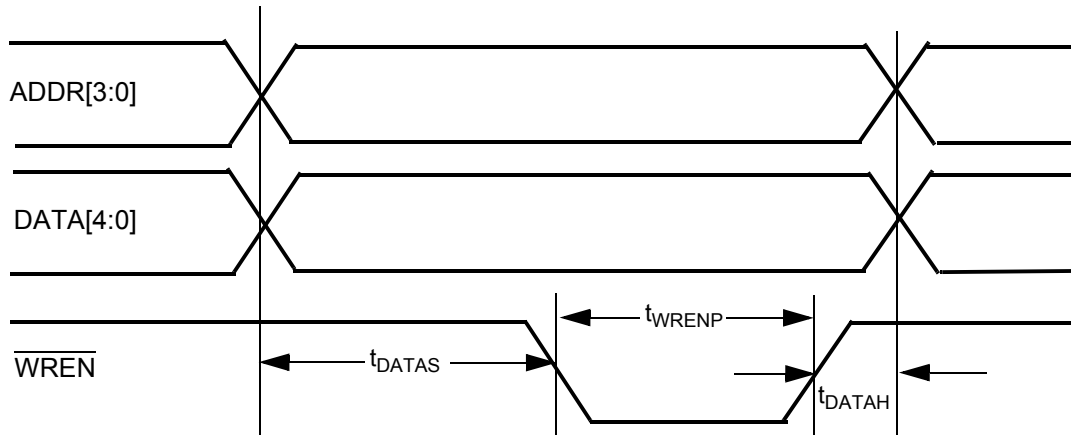 ADDR[3:0]
DATA[4:0]
tWRENP
WREN
tDATAS
tDATAH